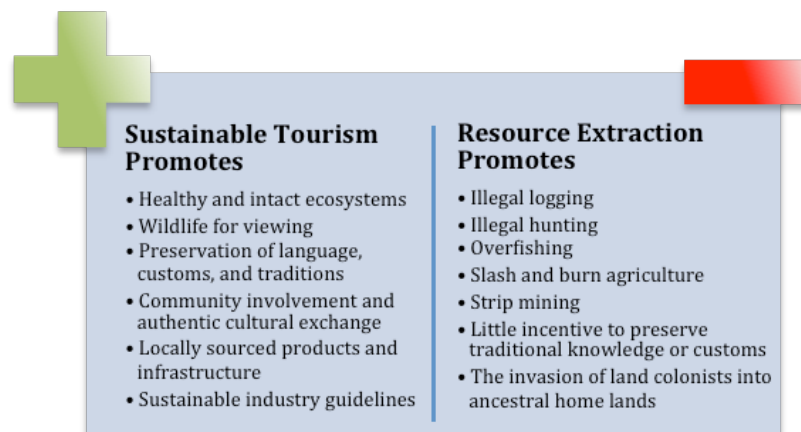 Sustainable Tourism
Promotes
• Healthy and intact ecosystems
• Wildlife for viewing
• Preservation of language,
customs, and traditions
• Community involvement and
authentic cultural exchange
• Locally sourced products and
infrastructure
• Sustainable industry guidelines
Resource Extraction
Promotes
• Illegal logging
• Illegal hunting
• Overfishing
• Slash and burn agriculture
• Strip mining
• Little incentive to preserve
traditional knowledge or customs
• The invasion of land colonists into
ancestral home lands